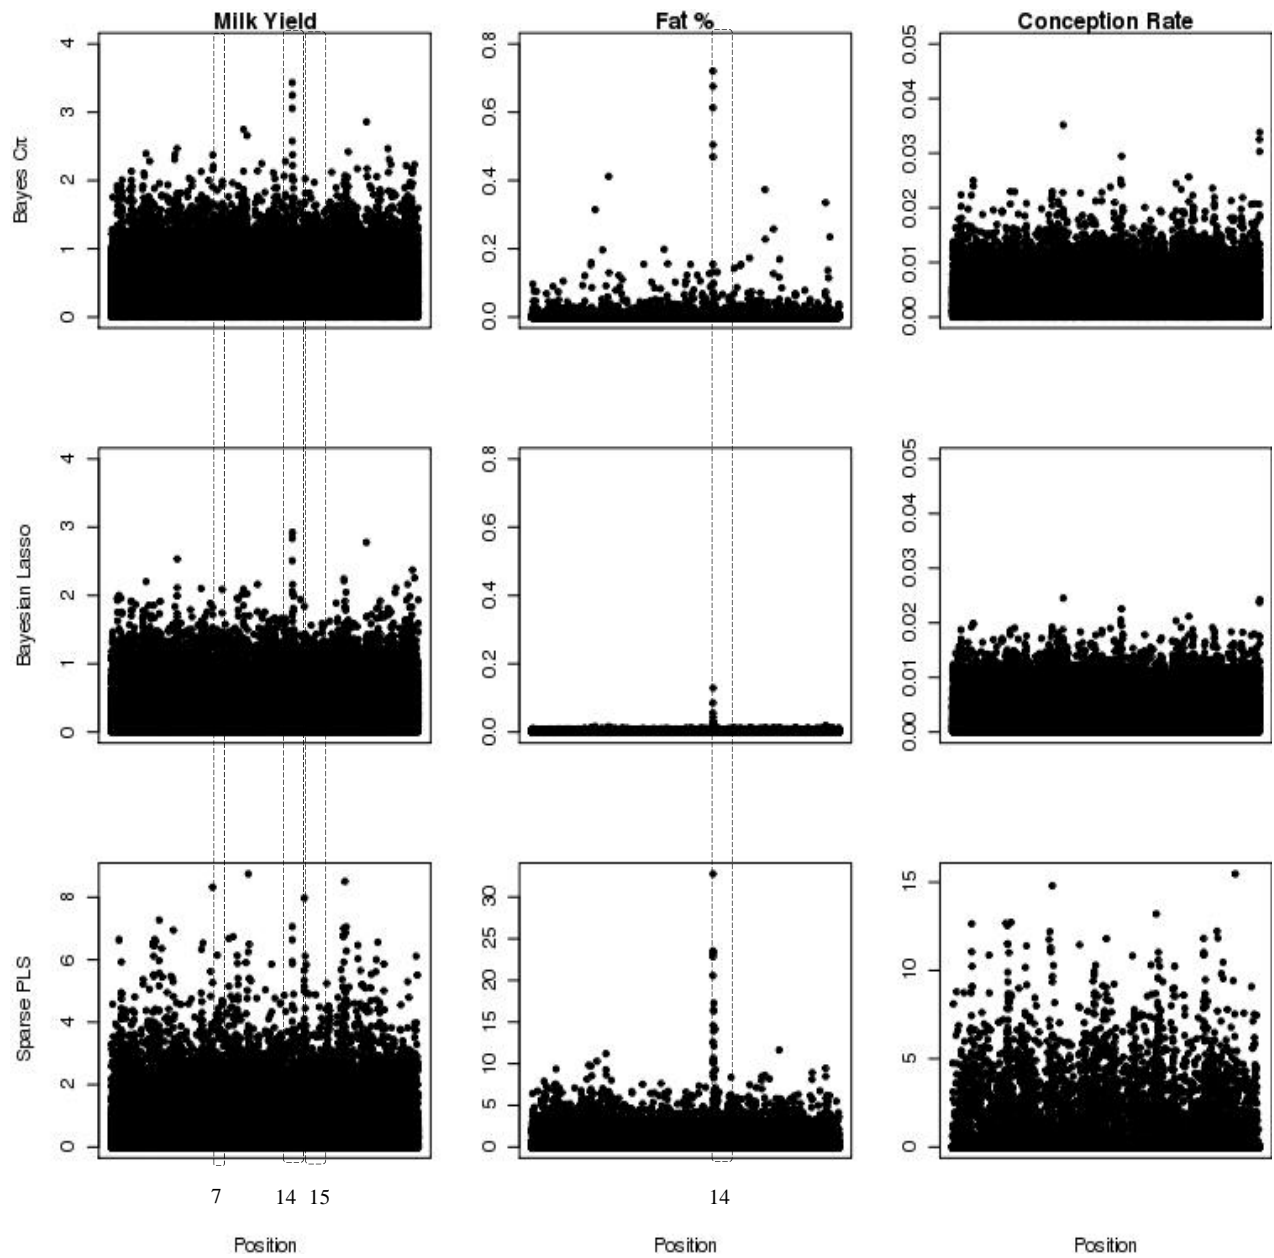 Milk Yield
Fat %
Conception Rate
Bayes Cπ
0 1 2 3 4
0.0 0.2 0.4 0.6 0.8
0.00 0.01 0.02 0.03 0.04 0.05
Bayesian Lasso
0 1 2 3 4
0.0 0.2 0.4 0.6 0.8
0.00 0.01 0.02 0.03 0.04 0.05
Sparse PLS
0 2 4 6 8
0 5 10 15 20 25 30
0 5 10 15
7 14 15
14
Position
Position
Position